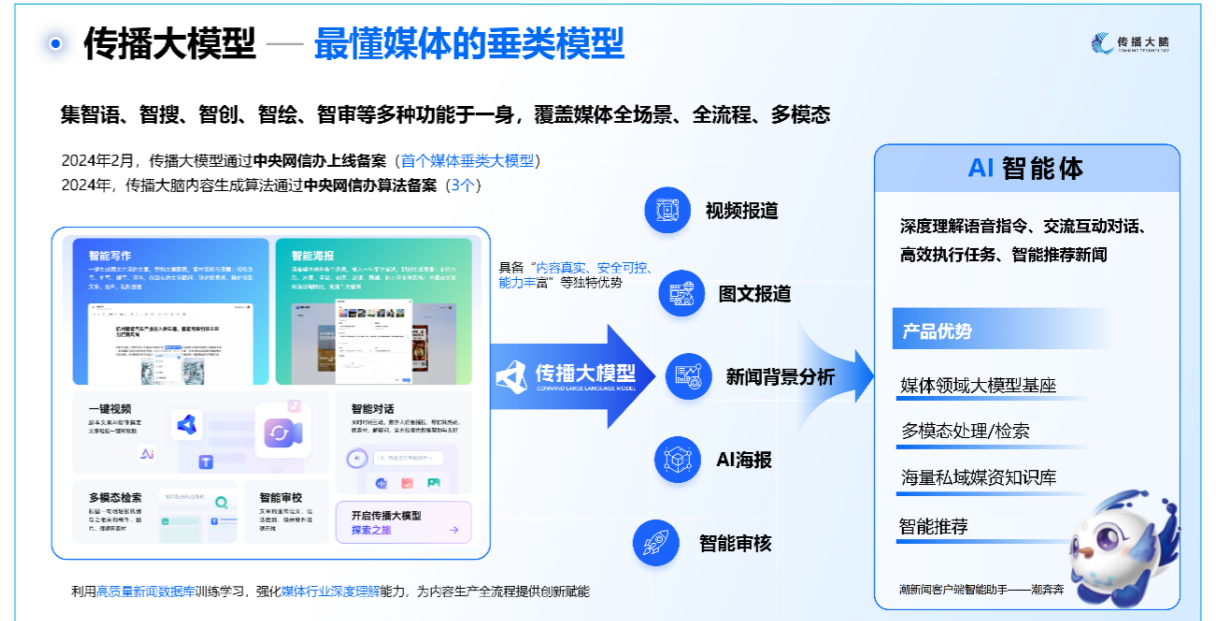 传播大模型 — 最懂媒体的垂类模型
传播大脑
集智语、智搜、智创、智绘、智审等多种功能于一身，覆盖媒体全场景、全流程、多模态
2024年2月，传播大模型通过中央网信办上线备案（首个媒体垂类大模型）
2024年，传播大脑内容生成算法通过中央网信办算法备案（3个）
智能写作
智能海报
一键视频
智能对话
Ai
AI
T
多模态检索
智能审校
开启传播大模型
探索之旅
具备“内容真实、安全可控、
能力丰富”等独特优势
传播大模型
视频报道
图文报道
新闻背景分析
AI海报
智能审核
AI 智能体
深度理解语音指令、交流互动对话、
高效执行任务、智能推荐新闻
产品优势
媒体领域大模型基座
多模态处理/检索
海量私域媒资知识库
智能推荐
潮新闻客户端智能助手——潮奔奔
利用高质量新闻数据库训练学习，强化媒体行业深度理解能力，为内容生产全流程提供创新赋能